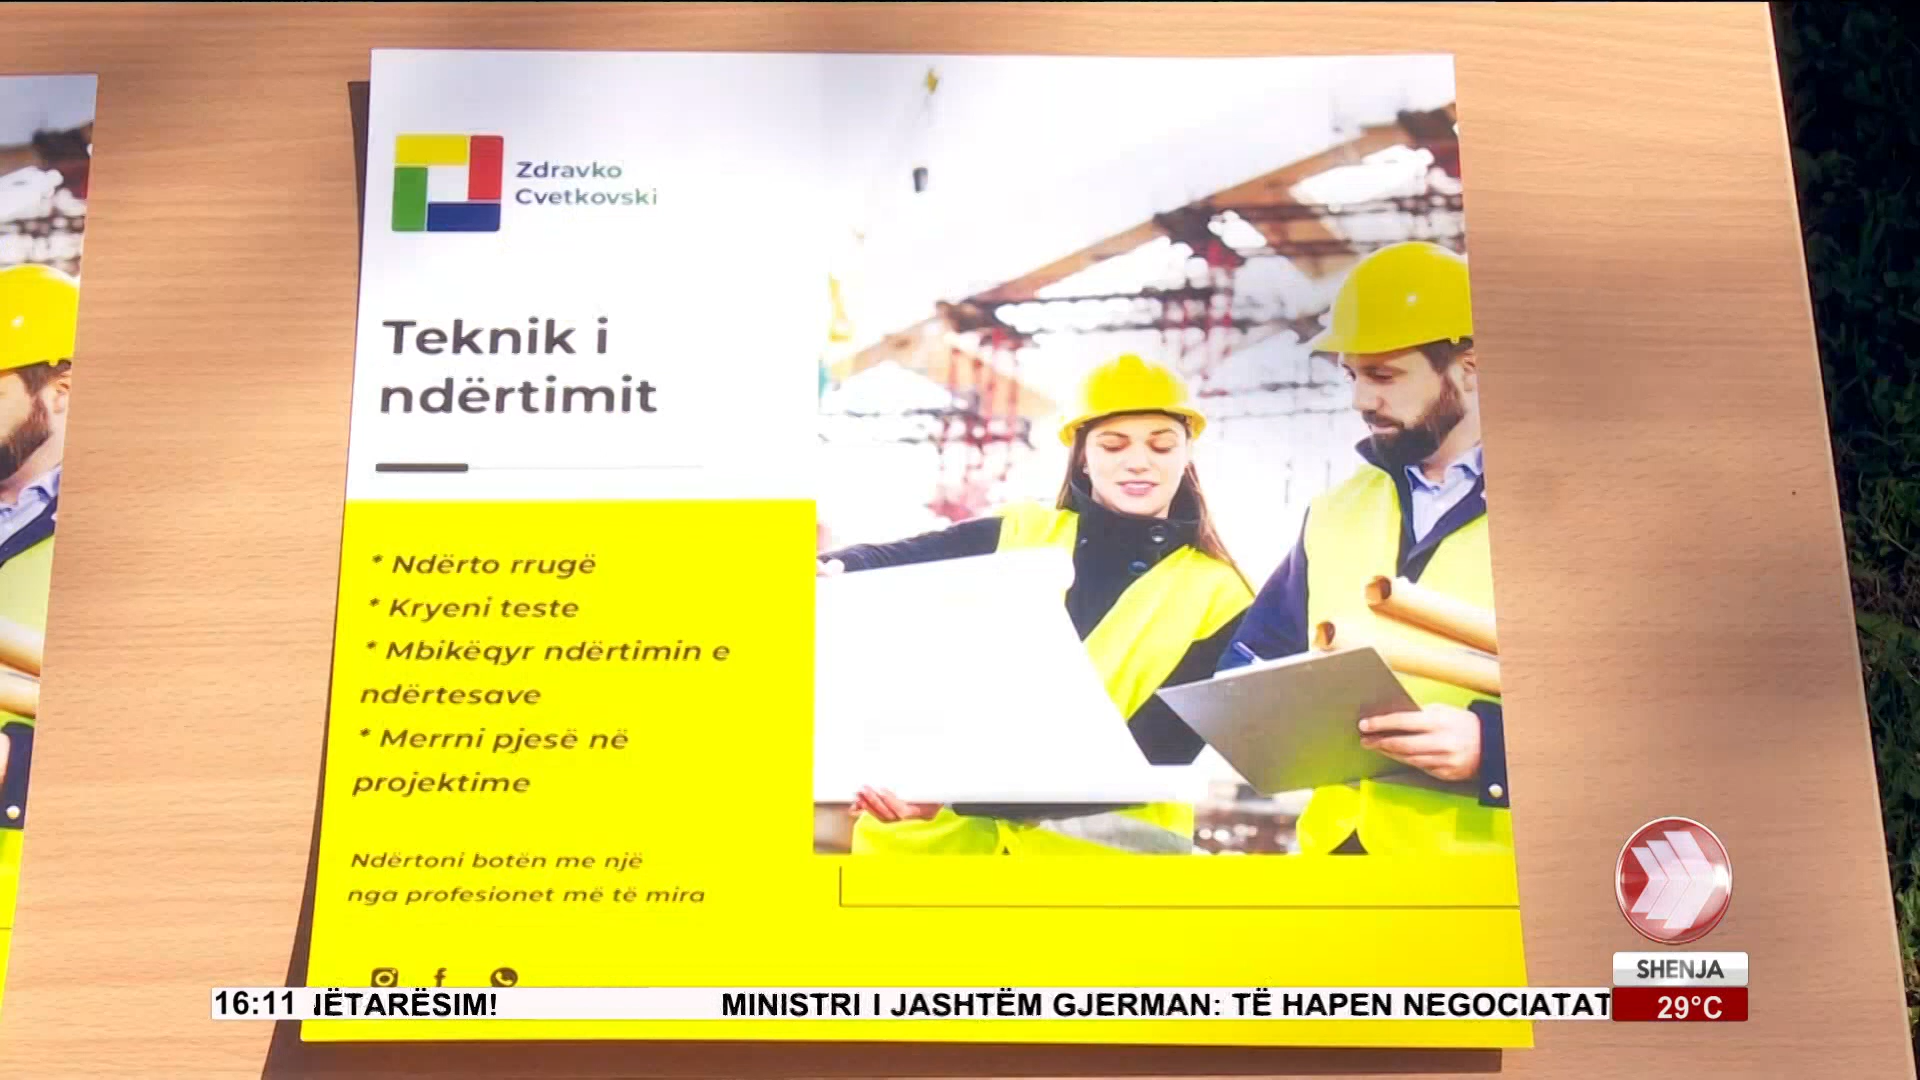 Zdravko
Cvetkovski
Teknik i
ndërtimit
* Ndërto rrugë
* Kryeni teste
* Mbikëqyr ndërtimin e
ndërtesave
* Merrni pjesë në
projektime
Ndërtoni botën me një
nga profesionet më të mira
SHENJA
16:11 MINISTRI I JASHTËM GJERMAN: TË HAPEN NEGOCIATAT 29°C